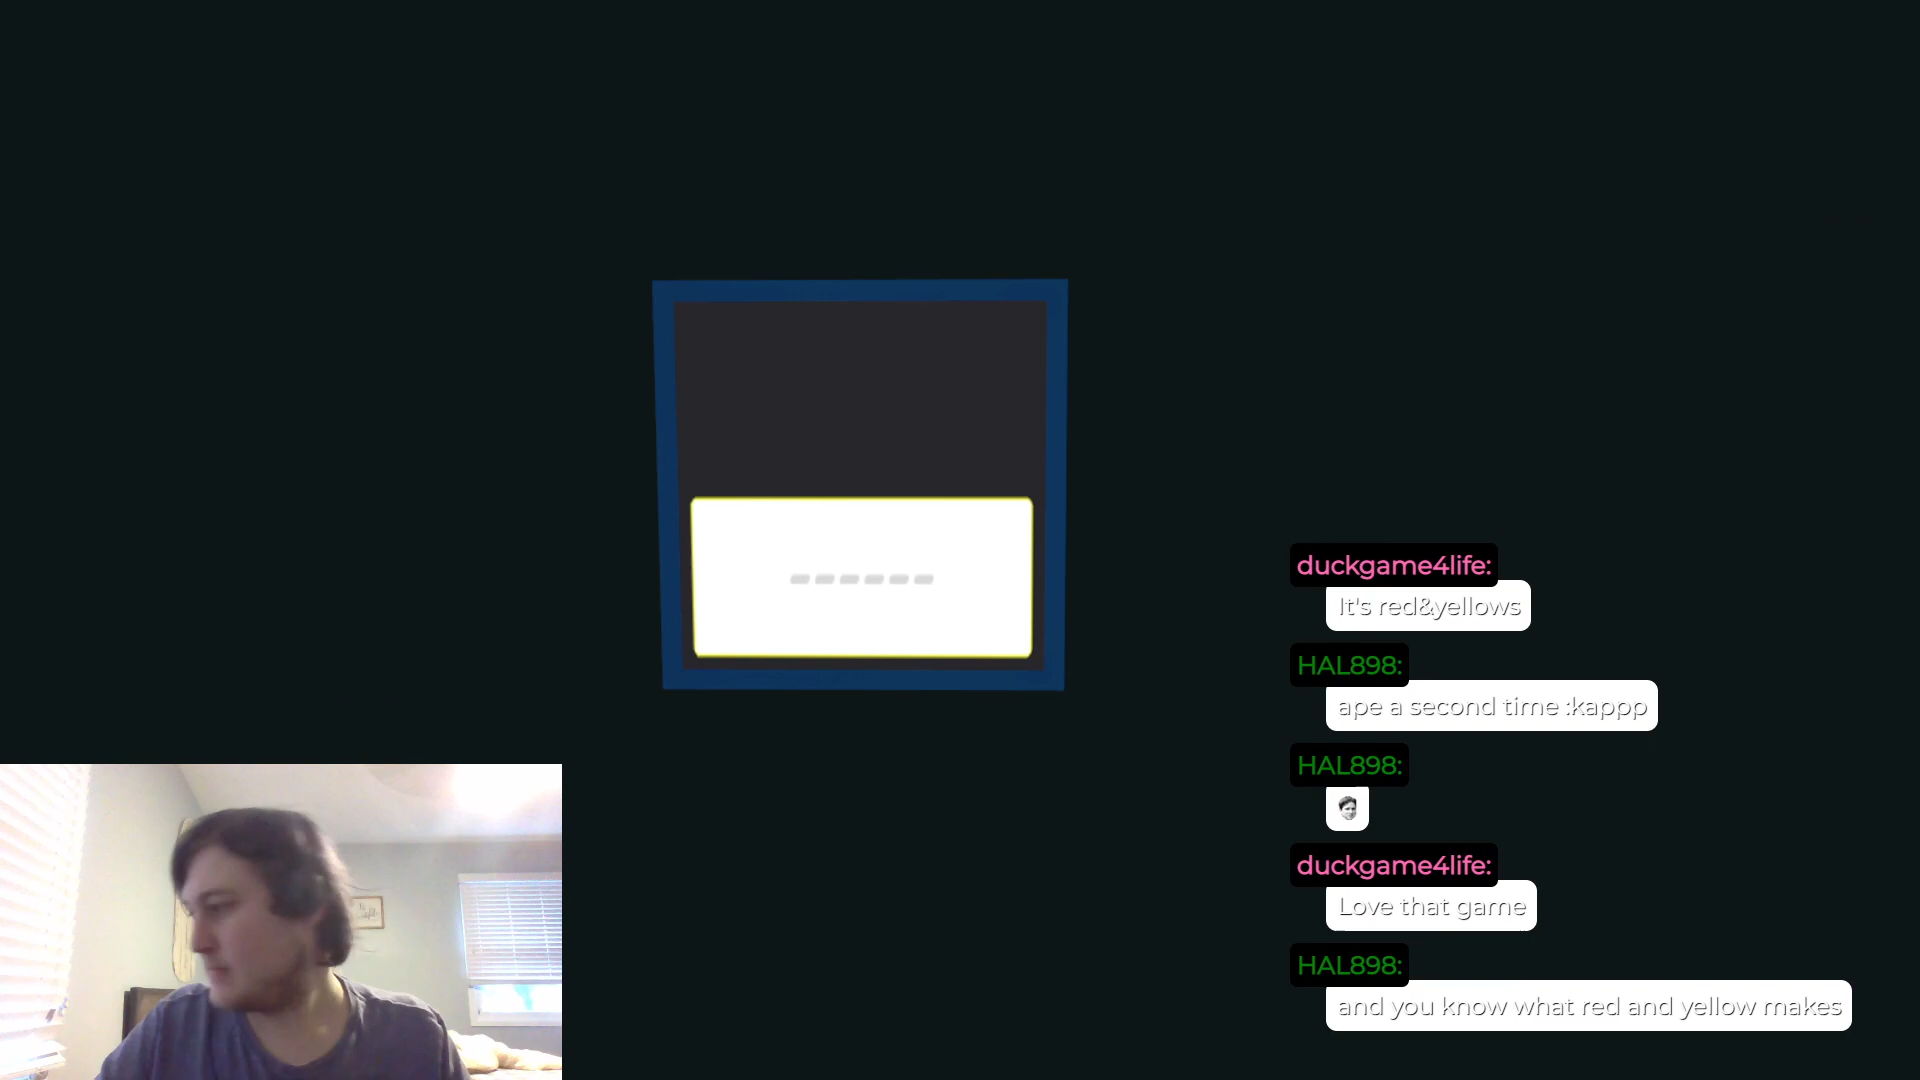 duckgame4life:
It's red&yellows
HAL898:
ape a second time :kappp
HAL898:
duckgame4life:
Love that game
HAL898:
and you know what red and yellow makes